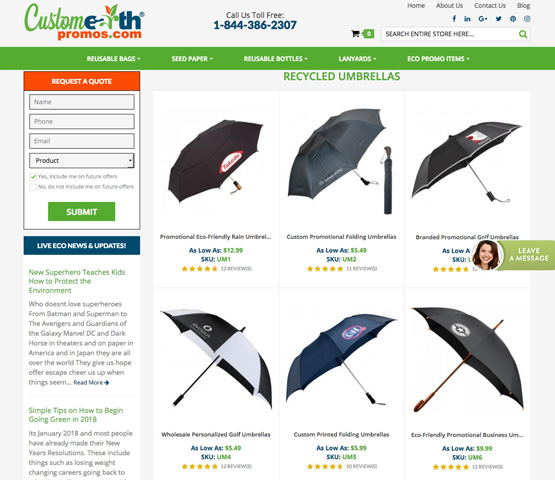 Custom earth®
promos.com
Call Us Toll Free:
1-844-386-2307
Home About Us Contact Us Blog
0
SEARCH ENTIRE STORE HERE...
REUSABLE BAGS SEED PAPER REUSABLE BOTTLES LANYARDS ECO PROMO ITEMS
REQUEST A QUOTE
Name
Phone
Email
Product
Yes, include me on future offers
No, do not include me on future offers
SUBMIT
LIVE ECO NEWS & UPDATES!
New Superhero Teaches Kids
How to Protect the
Environment
Who doesnt love superheroes
From Batman and Superman to
The Avengers and Guardians of
the Galaxy Marvel DC and Dark
Horse in theaters and on paper in
America and in Japan they are all
over the world They give us hope
offer escape cheer us up when
things seem... Read More
Simple Tips on How to Begin
Going Green in 2018
Its January 2018 and most people
have already made their New
Years Resolutions. These include
things such as losing weight
changing careers going back to
RECYCLED UMBRELLAS
Promotional Eco-Friendly Rain Umbrel...
As Low As: $12.99
SKU: UM1
12 REVIEW(S)
Custom Promotional Folding Umbrellas
As Low As: $5.49
SKU: UM2
11 REVIEW(S)
Branded Promotional Golf Umbrellas
As Low As
SKU: U
LEAVE
A MESSAGE
Wholesale Personalized Golf Umbrellas
As Low As: $5.49
SKU: UM4
12 REVIEW(S)
Custom Printed Folding Umbrellas
As Low As: $5.49
SKU: UM5
10 REVIEW(S)
Eco-Friendly Promotional Business Um...
As Low As: $9.99
SKU: UM6
12 REVIEW(S)